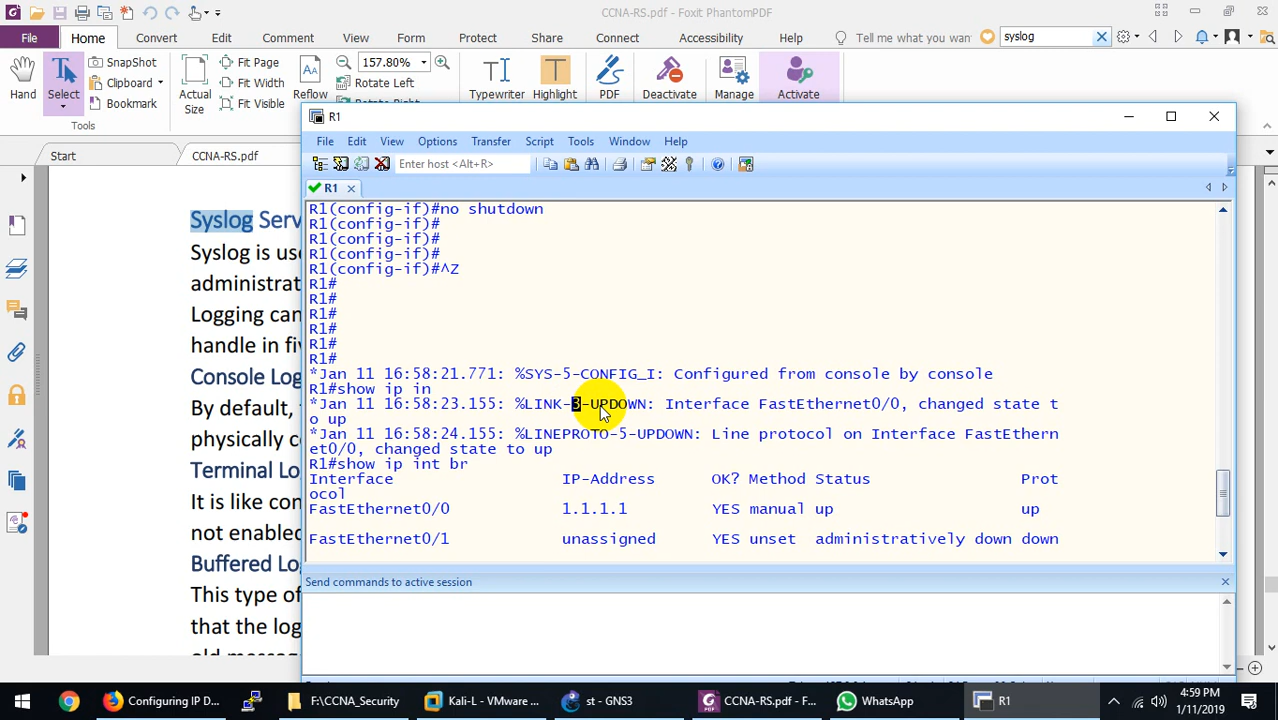 CCNA-RS.pdf - Foxit PhantomPDF
File Home Convert Edit Comment View Form Protect Share Connect Accessibility Help Tell me what you want... syslog
Hand Select SnapShot Clipboard Bookmark Actual Size Fit Page Fit Width Fit Visible Reflow 157.80% Rotate Left Typewriter Highlight PDF Deactivate Manage Activate
Tools
Start CCNA-RS.pdf
Syslog Serv
Syslog is use
administrat
Logging can
handle in fiv
Console Log
By default,
physically c
Terminal Lo
It is like con
not enabled
Buffered Lo
This type of
that the log
R1
File Edit View Options Transfer Script Tools Window Help
Enter host <Alt+R>
R1
R1(config-if)#no shutdown
R1(config-if)#
R1(config-if)#
R1(config-if)#
R1(config-if)#^Z
R1#
R1#
R1#
R1#
R1#
R1#
*Jan 11 16:58:21.771: %SYS-5-CONFIG_I: Configured from console by console
R1#show ip in
*Jan 11 16:58:23.155: %LINK-3-UPDOWN: Interface FastEthernet0/0, changed state t
o up
*Jan 11 16:58:24.155: %LINEPROTO-5-UPDOWN: Line protocol on Interface FastEthern
et0/0, changed state to up
R1#show ip int br
Interface IP-Address OK? Method Status Prot
ocol
FastEthernet0/0 1.1.1.1 YES manual up up
FastEthernet0/1 unassigned YES unset administratively down down
Send commands to active session
Configuring IP D... F:\CCNA_Security Kali-L - VMware ... st - GNS3 CCNA-RS.pdf - F... WhatsApp R1 4:59 PM
1/11/2019